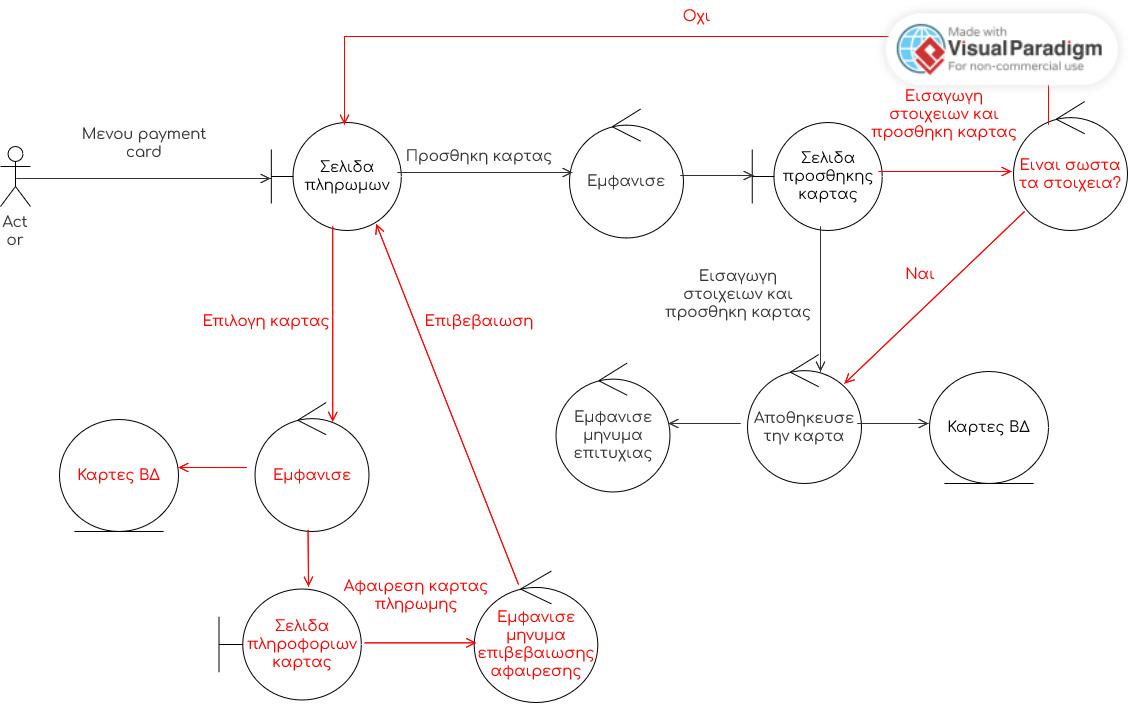 Οχι
Made with
VisualParadigm
For non-commercial use
Εισαγωγη
στοιχειων και
προσθηκη καρτας
Μενου payment
card
Act
or
Σελιδα
πληρωμων
Προσθηκη καρτας
Εμφανισε
Σελιδα
προσθηκης
καρτας
Ειναι σωστα
τα στοιχεια?
Ναι
Εισαγωγη
στοιχειων και
προσθηκη καρτας
Επιλογη καρτας
Επιβεβαιωση
Εμφανισε
μηνυμα
επιτυχιας
Αποθηκευσε
την καρτα
Καρτες ΒΔ
Καρτες ΒΔ
Εμφανισε
Αφαιρεση καρτας
πληρωμης
Σελιδα
πληροφοριων
καρτας
Εμφανισε
μηνυμα
επιβεβαιωσης
αφαιρεσης